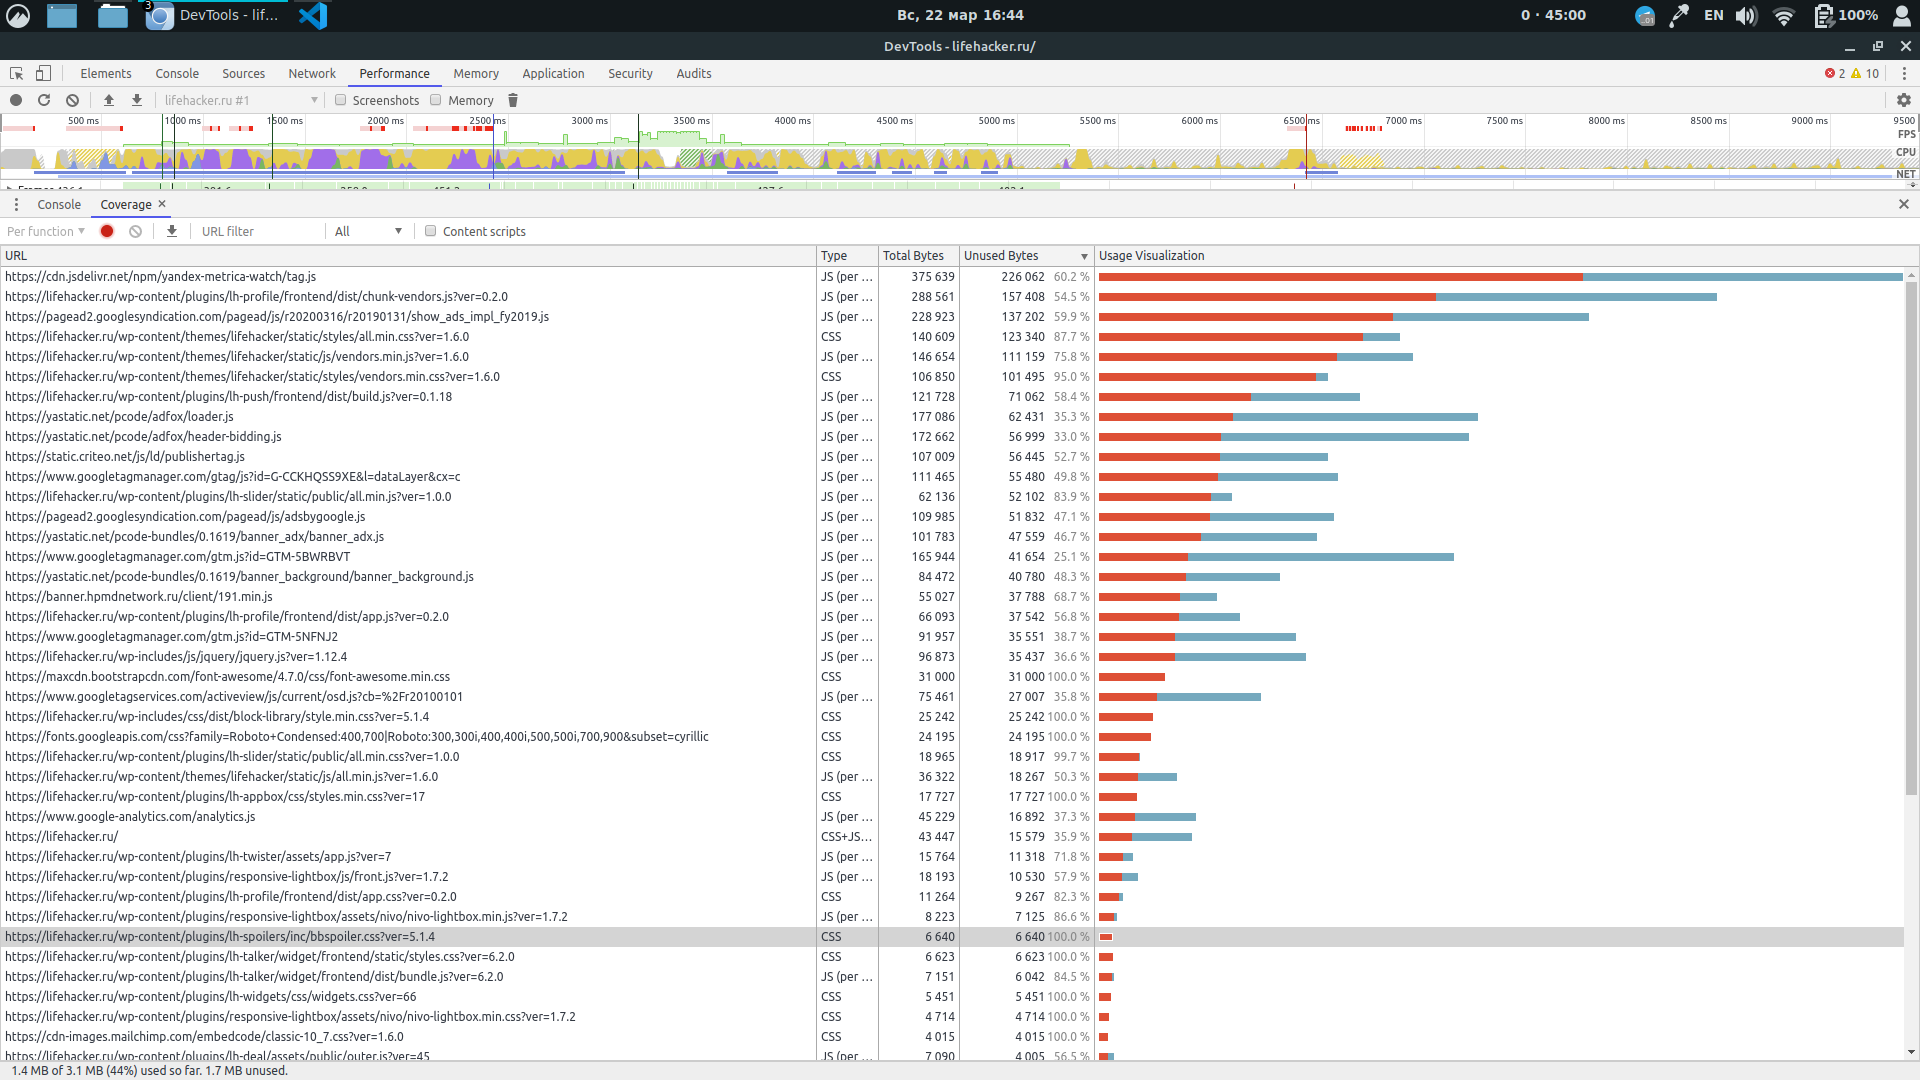 3 DevTools - lif... Вс, 22 мар 16:44 0 · 45:00 .01 EN 100%
DevTools - lifehacker.ru/
Elements Console Sources Network Performance Memory Application Security Audits 2 10
lifehacker.ru #1 Screenshots Memory
500 ms 1000 ms 1500 ms 2000 ms 2500 ms 3000 ms 3500 ms 4000 ms 4500 ms 5000 ms 5500 ms 6000 ms 6500 ms 7000 ms 7500 ms 8000 ms 8500 ms 9000 ms 9500
FPS
CPU
NET
Console Coverage ×
Per function All URL filter Content scripts
URL Type Total Bytes Unused Bytes Usage Visualization
https://cdn.jsdelivr.net/npm/yandex-metrica-watch/tag.js JS (per ... 375 639 226 062 60.2 %
https://lifehacker.ru/wp-content/plugins/lh-profile/frontend/dist/chunk-vendors.js?ver=0.2.0 JS (per ... 288 561 157 408 54.5 %
https://pagead2.googlesyndication.com/pagead/js/r20200316/r20190131/show_ads_impl_fy2019.js JS (per ... 228 923 137 202 59.9 %
https://lifehacker.ru/wp-content/themes/lifehacker/static/styles/all.min.css?ver=1.6.0 CSS 140 609 123 340 87.7 %
https://lifehacker.ru/wp-content/themes/lifehacker/static/js/vendors.min.js?ver=1.6.0 JS (per ... 146 654 111 159 75.8 %
https://lifehacker.ru/wp-content/themes/lifehacker/static/styles/vendors.min.css?ver=1.6.0 CSS 106 850 101 495 95.0 %
https://lifehacker.ru/wp-content/plugins/lh-push/frontend/dist/build.js?ver=0.1.18 JS (per ... 121 728 71 062 58.4 %
https://yastatic.net/pcode/adfox/loader.js JS (per ... 177 086 62 431 35.3 %
https://yastatic.net/pcode/adfox/header-bidding.js JS (per ... 172 662 56 999 33.0 %
https://static.criteo.net/js/ld/publishertag.js JS (per ... 107 009 56 445 52.7 %
https://www.googletagmanager.com/gtag/js?id=G-CCKHQSS9XE&l=dataLayer&cx=c JS (per ... 111 465 55 480 49.8 %
https://lifehacker.ru/wp-content/plugins/lh-slider/static/public/all.min.js?ver=1.0.0 JS (per ... 62 136 52 102 83.9 %
https://pagead2.googlesyndication.com/pagead/js/adsbygoogle.js JS (per ... 109 985 51 832 47.1 %
https://yastatic.net/pcode-bundles/0.1619/banner_adx/banner_adx.js JS (per ... 101 783 47 559 46.7 %
https://www.googletagmanager.com/gtm.js?id=GTM-5BWRBVT JS (per ... 165 944 41 654 25.1 %
https://yastatic.net/pcode-bundles/0.1619/banner_background/banner_background.js JS (per ... 84 472 40 780 48.3 %
https://banner.hpmdnetwork.ru/client/191.min.js JS (per ... 55 027 37 788 68.7 %
https://lifehacker.ru/wp-content/plugins/lh-profile/frontend/dist/app.js?ver=0.2.0 JS (per ... 66 093 37 542 56.8 %
https://www.googletagmanager.com/gtm.js?id=GTM-5NFNJ2 JS (per ... 91 957 35 551 38.7 %
https://lifehacker.ru/wp-includes/js/jquery/jquery.js?ver=1.12.4 JS (per ... 96 873 35 437 36.6 %
https://maxcdn.bootstrapcdn.com/font-awesome/4.7.0/css/font-awesome.min.css CSS 31 000 31 000 100.0 %
https://www.googletagservices.com/activeview/js/current/osd.js?cb=%2Fr20100101 JS (per ... 75 461 27 007 35.8 %
https://lifehacker.ru/wp-includes/css/dist/block-library/style.min.css?ver=5.1.4 CSS 25 242 25 242 100.0 %
https://fonts.googleapis.com/css?family=Roboto+Condensed:400,700|Roboto:300,300i,400,400i,500,500i,700,900&subset=cyrillic CSS 24 195 24 195 100.0 %
https://lifehacker.ru/wp-content/plugins/lh-slider/static/public/all.min.css?ver=1.0.0 CSS 18 965 18 917 99.7 %
https://lifehacker.ru/wp-content/themes/lifehacker/static/js/all.min.js?ver=1.6.0 JS (per ... 36 322 18 267 50.3 %
https://lifehacker.ru/wp-content/plugins/lh-appbox/css/styles.min.css?ver=17 CSS 17 727 17 727 100.0 %
https://www.google-analytics.com/analytics.js JS (per ... 45 229 16 892 37.3 %
https://lifehacker.ru/ CSS+JS... 43 447 15 579 35.9 %
https://lifehacker.ru/wp-content/plugins/lh-twister/assets/app.js?ver=7 JS (per ... 15 764 11 318 71.8 %
https://lifehacker.ru/wp-content/plugins/responsive-lightbox/js/front.js?ver=1.7.2 JS (per ... 18 193 10 530 57.9 %
https://lifehacker.ru/wp-content/plugins/lh-profile/frontend/dist/app.css?ver=0.2.0 CSS 11 264 9 267 82.3 %
https://lifehacker.ru/wp-content/plugins/responsive-lightbox/assets/nivo/nivo-lightbox.min.js?ver=1.7.2 JS (per ... 8 223 7 125 86.6 %
https://lifehacker.ru/wp-content/plugins/lh-spoilers/inc/bbspoiler.css?ver=5.1.4 CSS 6 640 6 640 100.0 %
https://lifehacker.ru/wp-content/plugins/lh-talker/widget/frontend/static/styles.css?ver=6.2.0 CSS 6 623 6 623 100.0 %
https://lifehacker.ru/wp-content/plugins/lh-talker/widget/frontend/dist/bundle.js?ver=6.2.0 JS (per ... 7 151 6 042 84.5 %
https://lifehacker.ru/wp-content/plugins/lh-widgets/css/widgets.css?ver=66 CSS 5 451 5 451 100.0 %
https://lifehacker.ru/wp-content/plugins/responsive-lightbox/assets/nivo/nivo-lightbox.min.css?ver=1.7.2 CSS 4 714 4 714 100.0 %
https://cdn-images.mailchimp.com/embedcode/classic-10_7.css?ver=1.6.0 CSS 4 015 4 015 100.0 %
https://lifehacker.ru/wp-content/plugins/lh-deal/assets/public/outer.js?ver=45 JS (per ... 7 090 4 005 56.5 %
1.4 MB of 3.1 MB (44%) used so far. 1.7 MB unused.